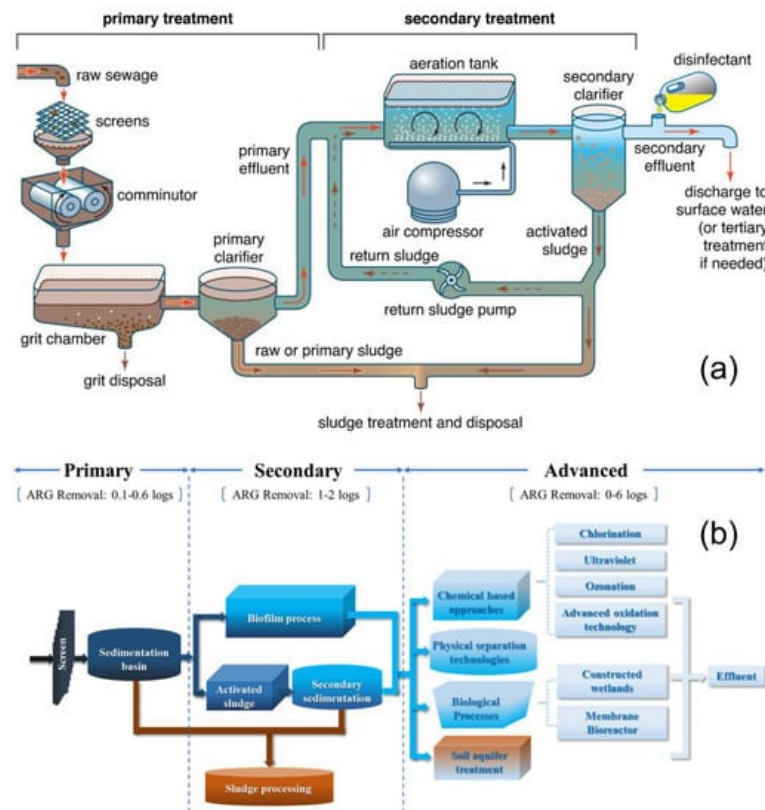 primary treatment
secondary treatment
raw sewage
screens
comminutor
grit chamber
grit disposal
primary
clarifier
raw or primary sludge
primary
effluent
aeration tank
air compressor
return sludge
return sludge pump
secondary
clarifier
activated
sludge
disinfectant
secondary
effluent
discharge to
surface water
(or tertiary
treatment
if needed)
sludge treatment and disposal
(a)
Primary
[ ARG Removal: 0.1-0.6 logs ]
Secondary
[ ARG Removal: 1-2 logs ]
Advanced
[ ARG Removal: 0-6 logs ]
(b)
Screen
Sedimentation
basin
Biofilm process
Activated
sludge
Secondary
sedimentation
Sludge processing
Chemical based
approaches
Physical separation
technologies
Biological
Processes
Soil aquifer
treatment
Chlorination
Ultraviolet
Ozonation
Advanced oxidation
technology
Constructed
wetlands
Membrane
Bioreactor
Effluent